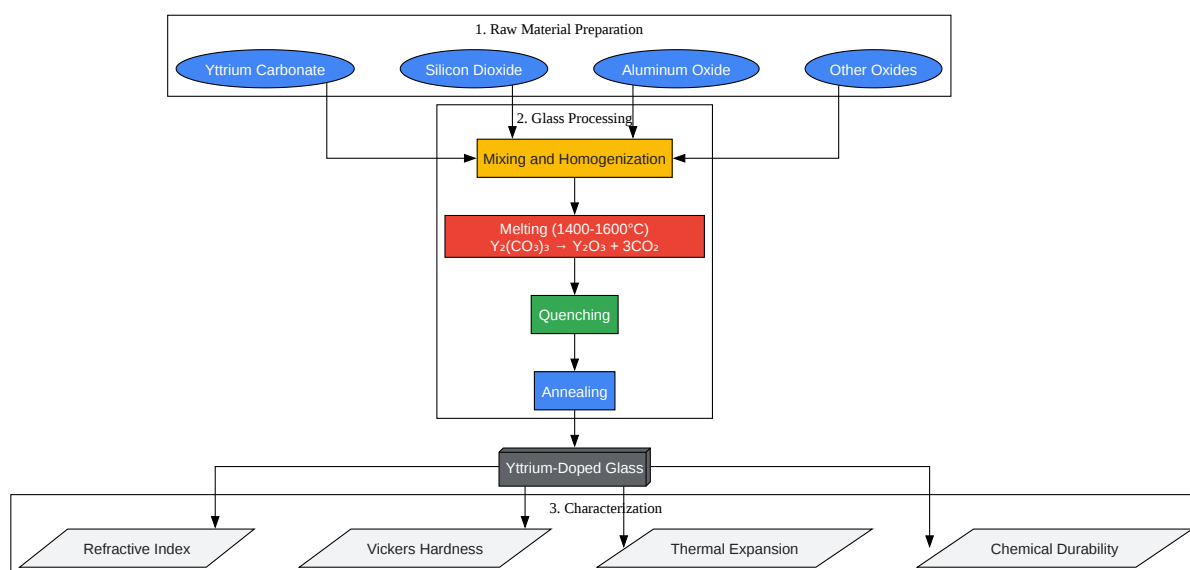 1. Raw Material Preparation
Yttrium Carbonate
Silicon Dioxide
Aluminum Oxide
Other Oxides
2. Glass Processing
Mixing and Homogenization
Melting (1400-1600°C)
Y₂(CO₃)₃ → Y₂O₃ + 3CO₂
Quenching
Annealing
Yttrium-Doped Glass
3. Characterization
Refractive Index
Vickers Hardness
Thermal Expansion
Chemical Durability